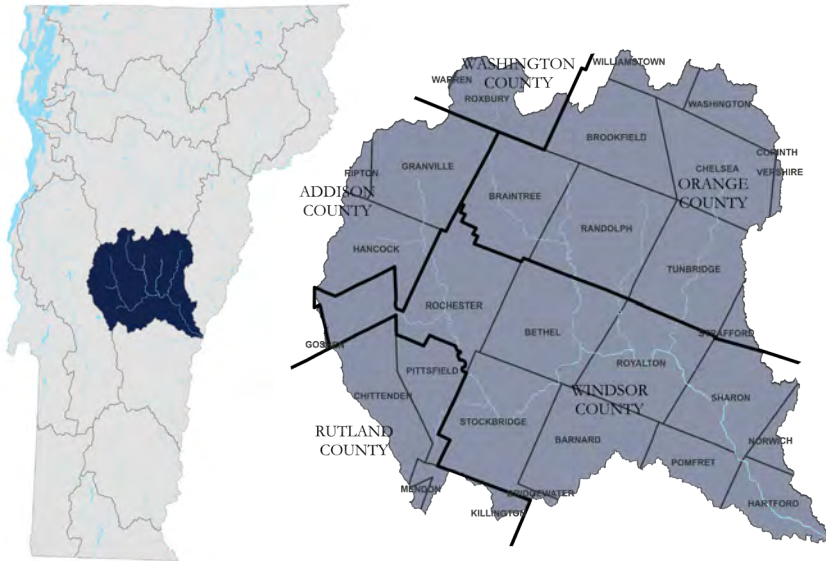 WASHINGTON
COUNTY
WILLIAMSTOWN
WARREN
ROXBURY
WASHINGTON
BROOKFIELD
CORINTH
GRANVILLE
CHELSEA
RIPTON
VERSHIRE
ORANGE
COUNTY
ADDISON
COUNTY
BRAINTREE
RANDOLPH
HANCOCK
TUNBRIDGE
ROCHESTER
BETHEL
STRAFFORD
GOSHEN
ROYALTON
PITTSFIELD
WINDSOR
COUNTY
CHITTENDEN
SHARON
STOCKBRIDGE
RUTLAND
COUNTY
BARNARD
NORWICH
POMFRET
MENDON
BRIDGEWATER
HARTFORD
KILLINGTON